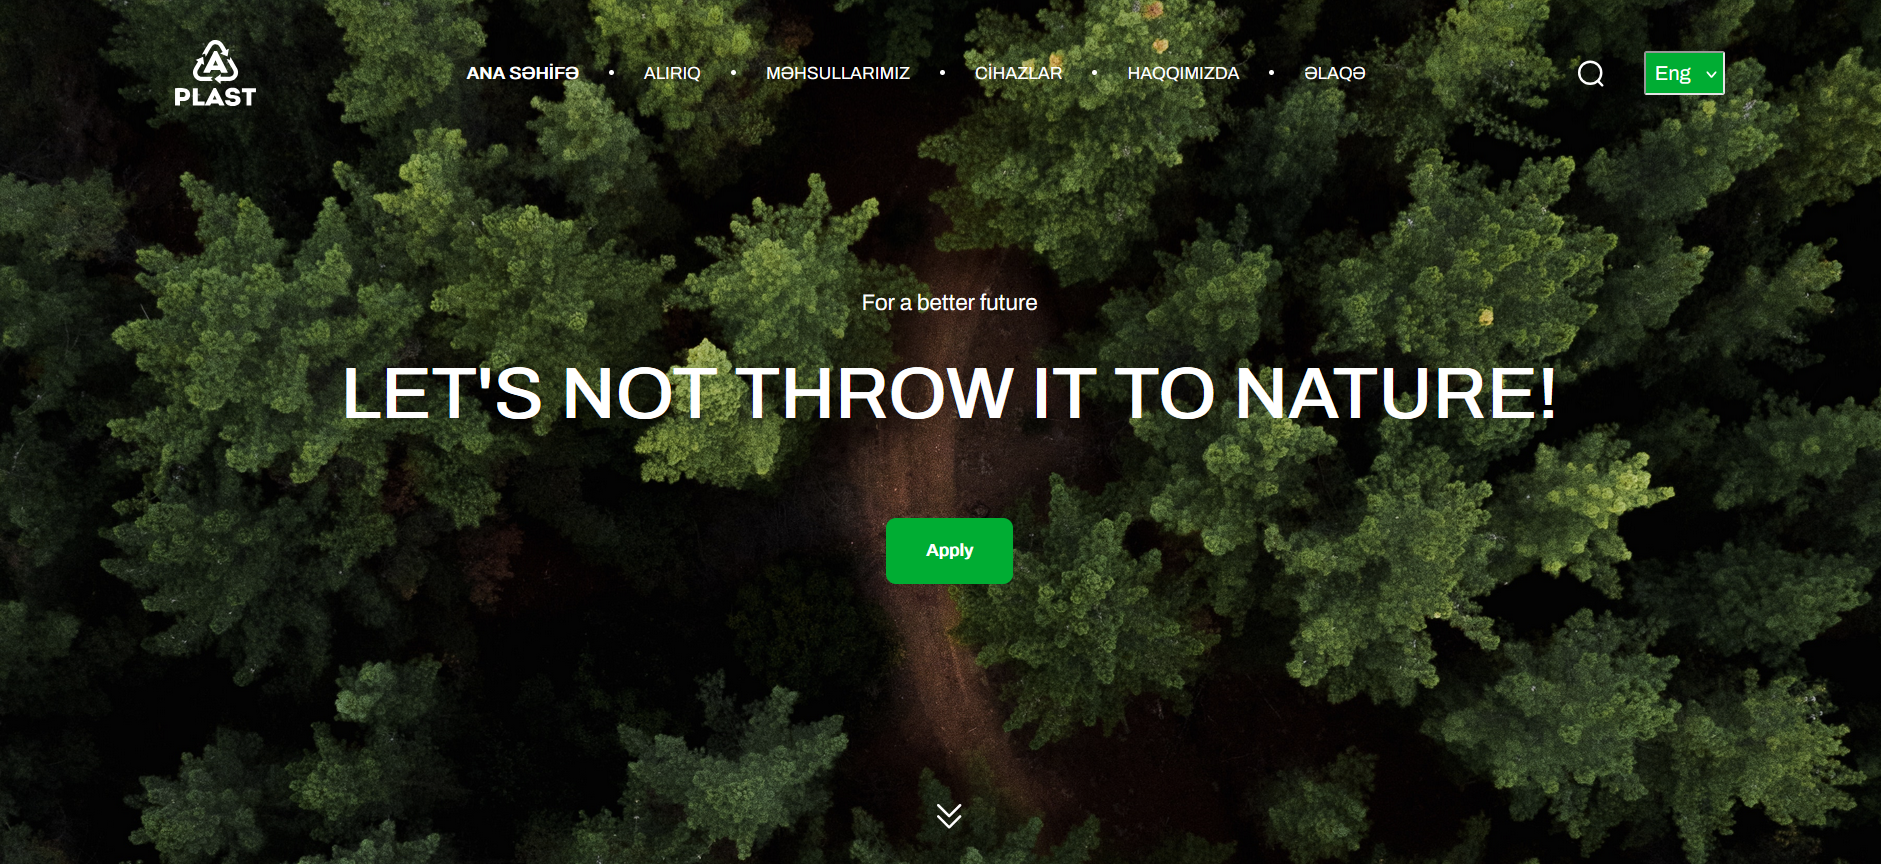 A
PLAST
ANA SƏHİFƏ • ALIRIQ • MƏHSULLARIMIZ • CİHAZLAR • HAQQIMIZDA • ƏLAQƏ
Eng
For a better future
LET'S NOT THROW IT TO NATURE!
Apply